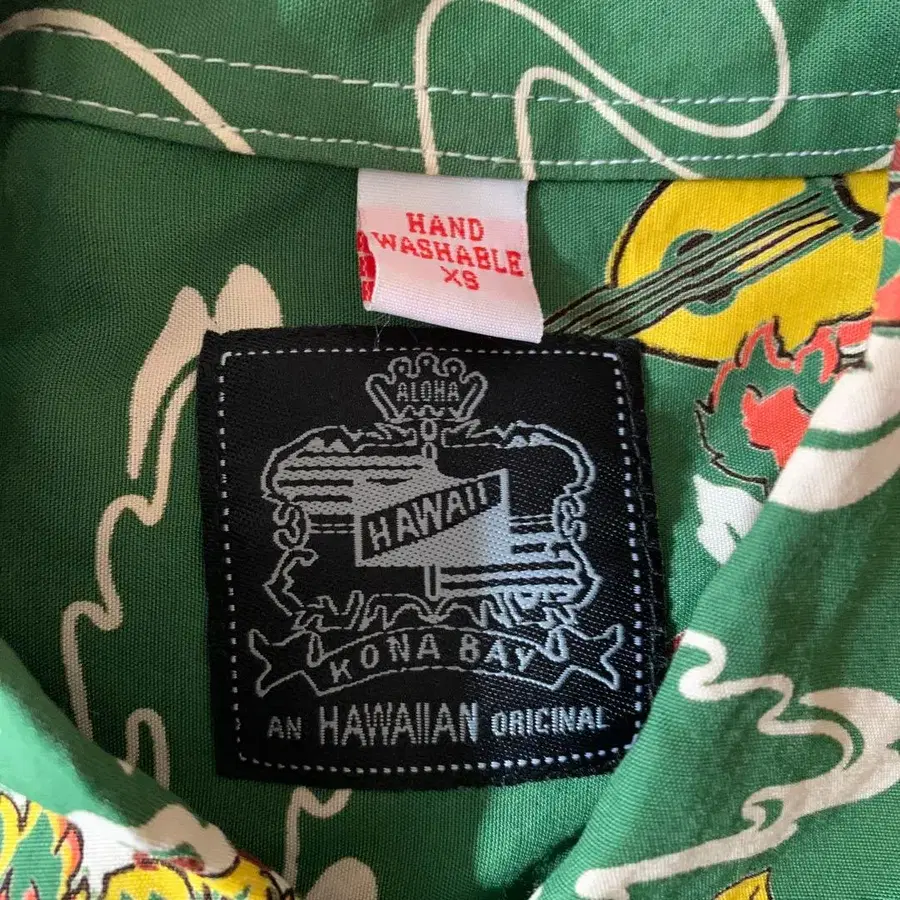 HAND
WASHABLE
XS
ALOHA
HAWAII
KONA BAY
AN HAWAIIAN ORIGINAL